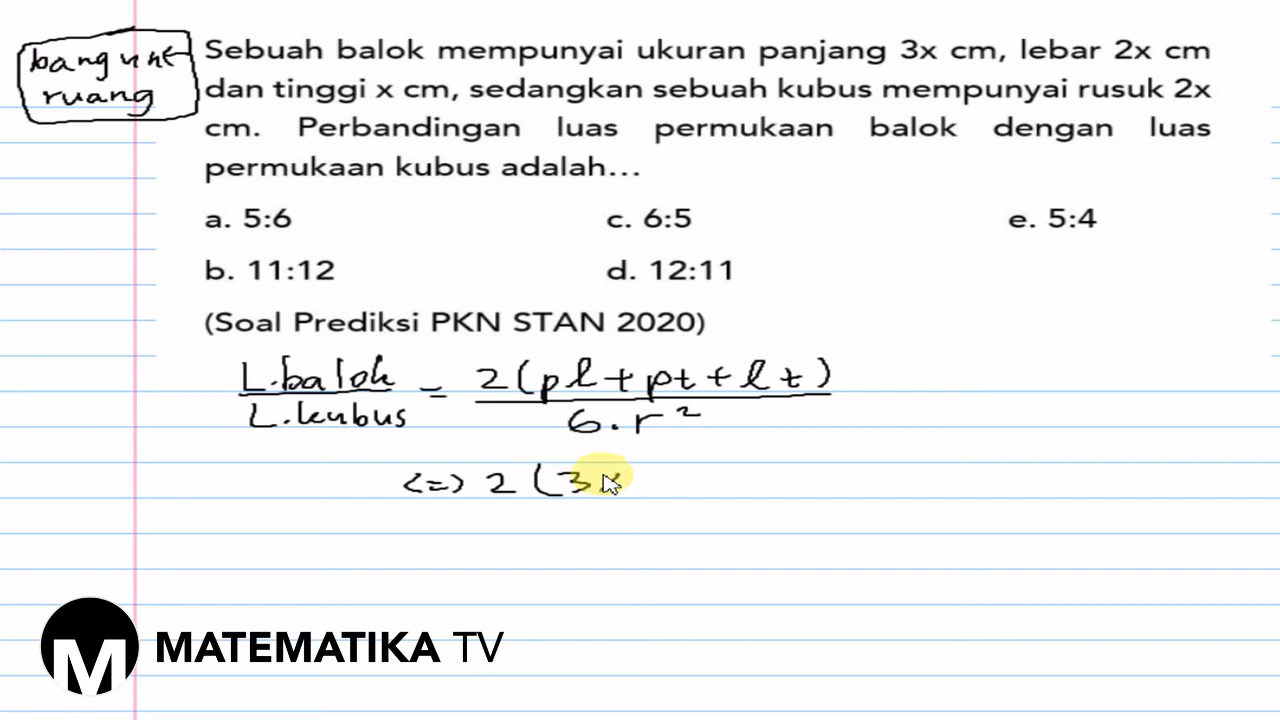 bangun
ruang
Sebuah balok mempunyai ukuran panjang 3x cm, lebar 2x cm
dan tinggi x cm, sedangkan sebuah kubus mempunyai rusuk 2x
cm. Perbandingan luas permukaan balok dengan luas
permukaan kubus adalah...
a. 5:6 c. 6:5 e. 5:4
b. 11:12 d. 12:11
(Soal Prediksi PKN STAN 2020)
L.balok = 2(pl+pt+lt)
L.kubus 6.r²
<=> 2 (3x
M MATEMATIKA TV